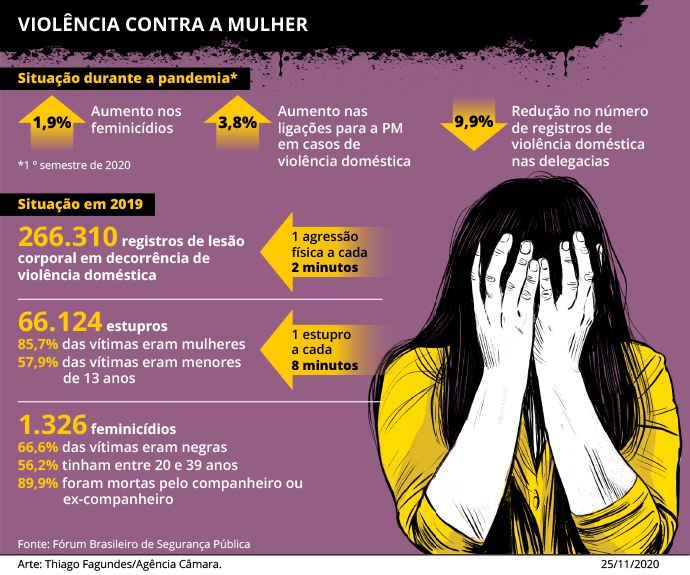 VIOLÊNCIA CONTRA A MULHER
Situação durante a pandemia*
1,9%
Aumento nos
feminicídios
3,8%
Aumento nas
ligações para a PM
em casos de
violência doméstica
9,9%
Redução no número
de registros de
violência doméstica
nas delegacias
*1 º semestre de 2020
Situação em 2019
266.310 registros de lesão
corporal em decorrência de
violência doméstica
1 agressão
física a cada
2 minutos
66.124 estupros
85,7% das vítimas eram mulheres
57,9% das vítimas eram menores
de 13 anos
1 estupro
a cada
8 minutos
1.326 feminicídios
66,6% das vítimas eram negras
56,2% tinham entre 20 e 39 anos
89,9% foram mortas pelo companheiro ou
ex-companheiro
Fonte: Fórum Brasileiro de Segurança Pública
Arte: Thiago Fagundes/Agência Câmara.
25/11/2020